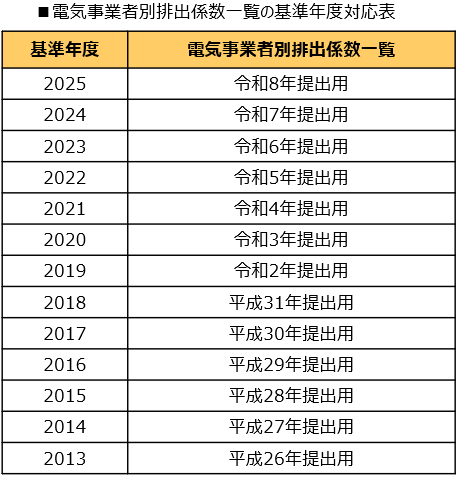 ■電気事業者別排出係数一覧の基準年度対応表
基準年度 電気事業者別排出係数一覧
2025 令和8年提出用
2024 令和7年提出用
2023 令和6年提出用
2022 令和5年提出用
2021 令和4年提出用
2020 令和3年提出用
2019 令和2年提出用
2018 平成31年提出用
2017 平成30年提出用
2016 平成29年提出用
2015 平成28年提出用
2014 平成27年提出用
2013 平成26年提出用